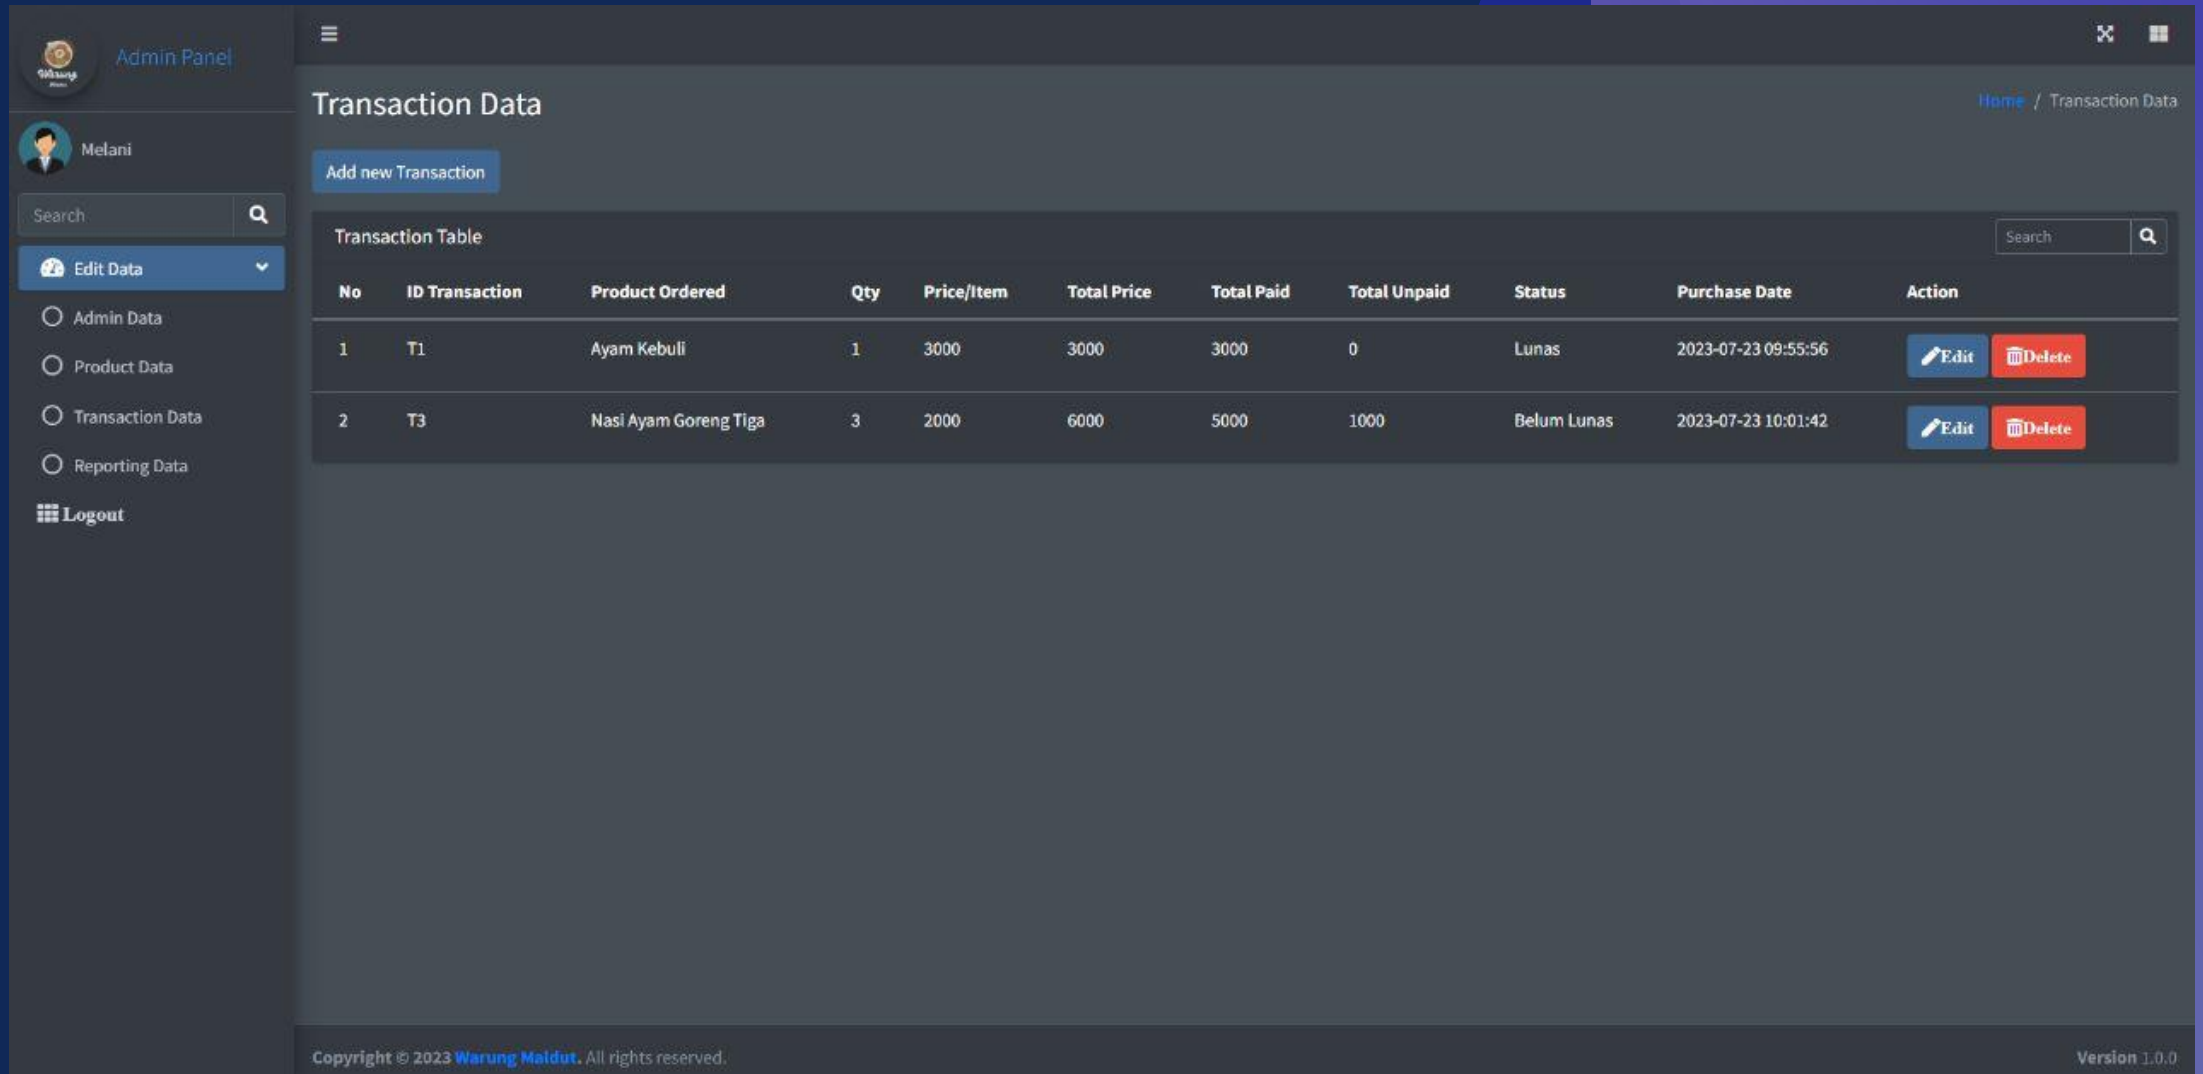 Warung
Admin Panel
Melani
Search
Edit Data
Admin Data
Product Data
Transaction Data
Reporting Data
Logout
Transaction Data
Home / Transaction Data
Add new Transaction
Transaction Table
Search
No ID Transaction Product Ordered Qty Price/Item Total Price Total Paid Total Unpaid Status Purchase Date Action
1 T1 Ayam Kebuli 1 3000 3000 3000 0 Lunas 2023-07-23 09:55:56 Edit Delete
2 T3 Nasi Ayam Goreng Tiga 3 2000 6000 5000 1000 Belum Lunas 2023-07-23 10:01:42 Edit Delete
Copyright © 2023 Warung Maldut. All rights reserved.
Version 1.0.0